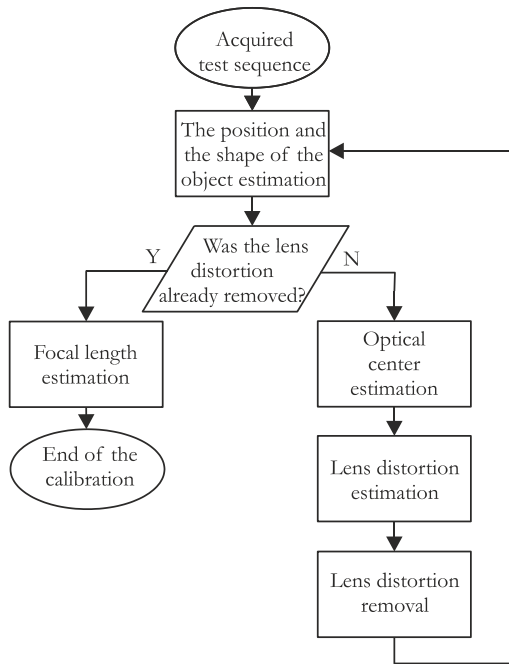 Acquired
test sequence
The position and
the shape of the
object estimation
Was the lens
distortion
already removed?
Y
N
Focal length
estimation
Optical
center
estimation
End of the
calibration
Lens distortion
estimation
Lens distortion
removal